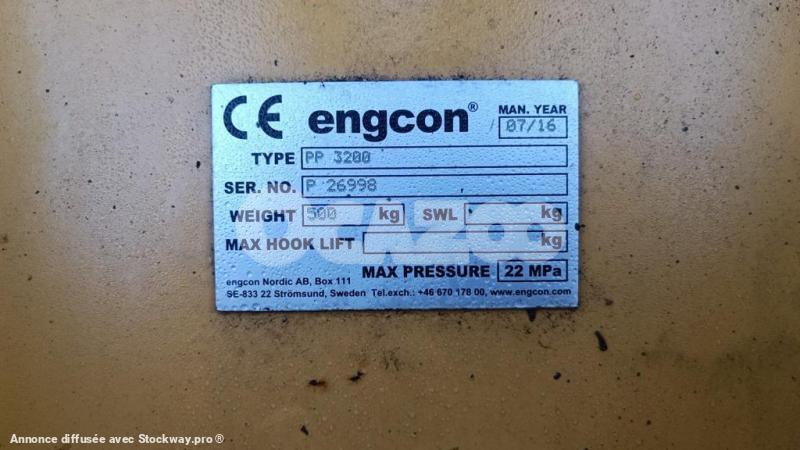 CE engcon® MAN. YEAR
07/16
TYPE PP 3200
SER. NO. P 26998
WEIGHT 500 kg SWL kg
MAX HOOK LIFT kg
OCAZOO
MAX PRESSURE 22 MPa
engcon Nordic AB, Box 111
SE-833 22 Strömsund, Sweden Tel.exch.: +46 670 178 00, www.engcon.com
Annonce diffusée avec Stockway.pro®